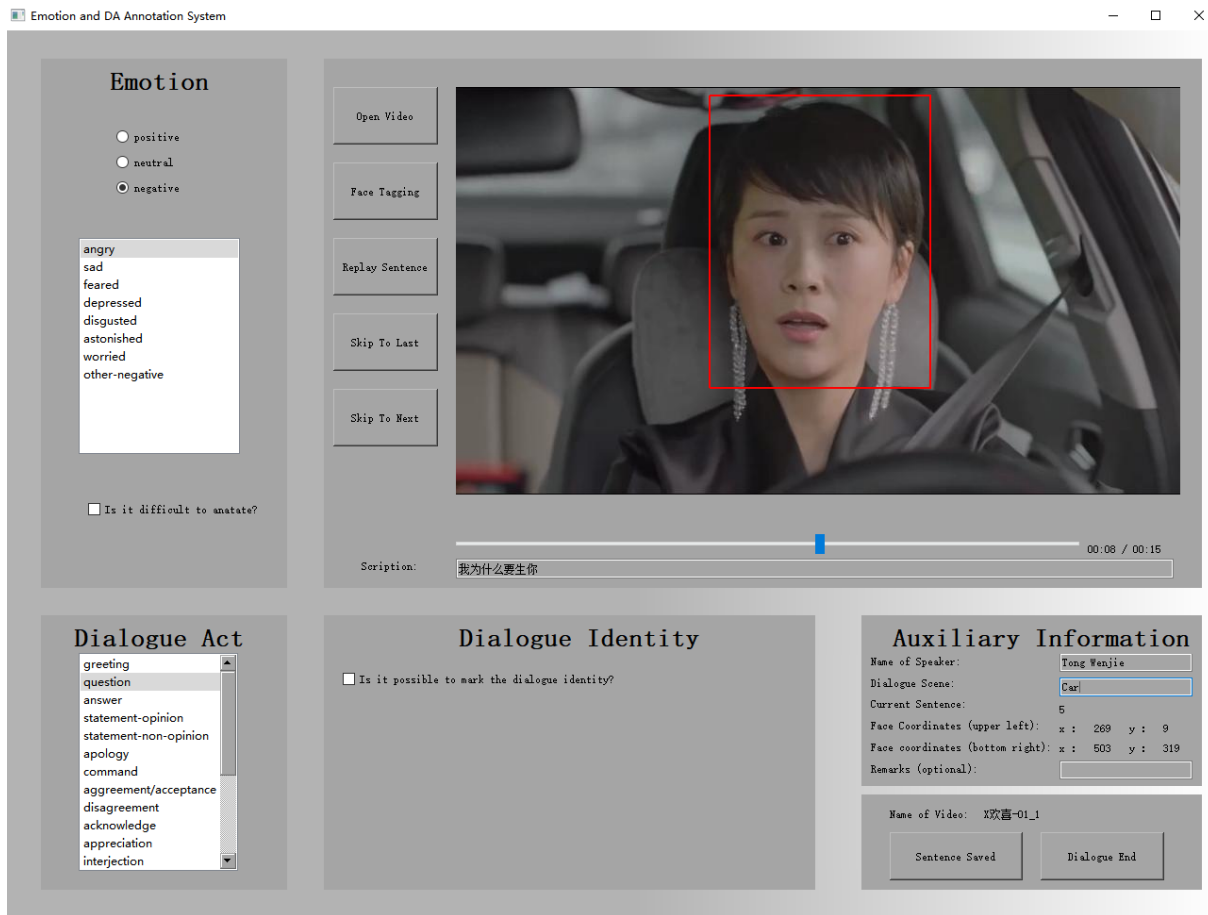 Emotion and DA Annotation System
Emotion
positive
neutral
negative
angry
sad
feared
depressed
disgusted
astonished
worried
other-negative
Is it difficult to anatate?
Open Video
Face Tagging
Replay Sentence
Skip To Last
Skip To Next
00:08 / 00:15
Scription: 我为什么要生你
Dialogue Act
greeting
question
answer
statement-opinion
statement-non-opinion
apology
command
aggreement/acceptance
disagreement
acknowledge
appreciation
interjection
Dialogue Identity
Is it possible to mark the dialogue identity?
Auxiliary Information
Name of Speaker: Tong Wenjie
Dialogue Scene: Car
Current Sentence: 5
Face Coordinates (upper left): x : 269 y : 9
Face coordinates (bottom right): x : 503 y : 319
Remarks (optional):
Name of Video: X欢喜-01_1
Sentence Saved
Dialogue End